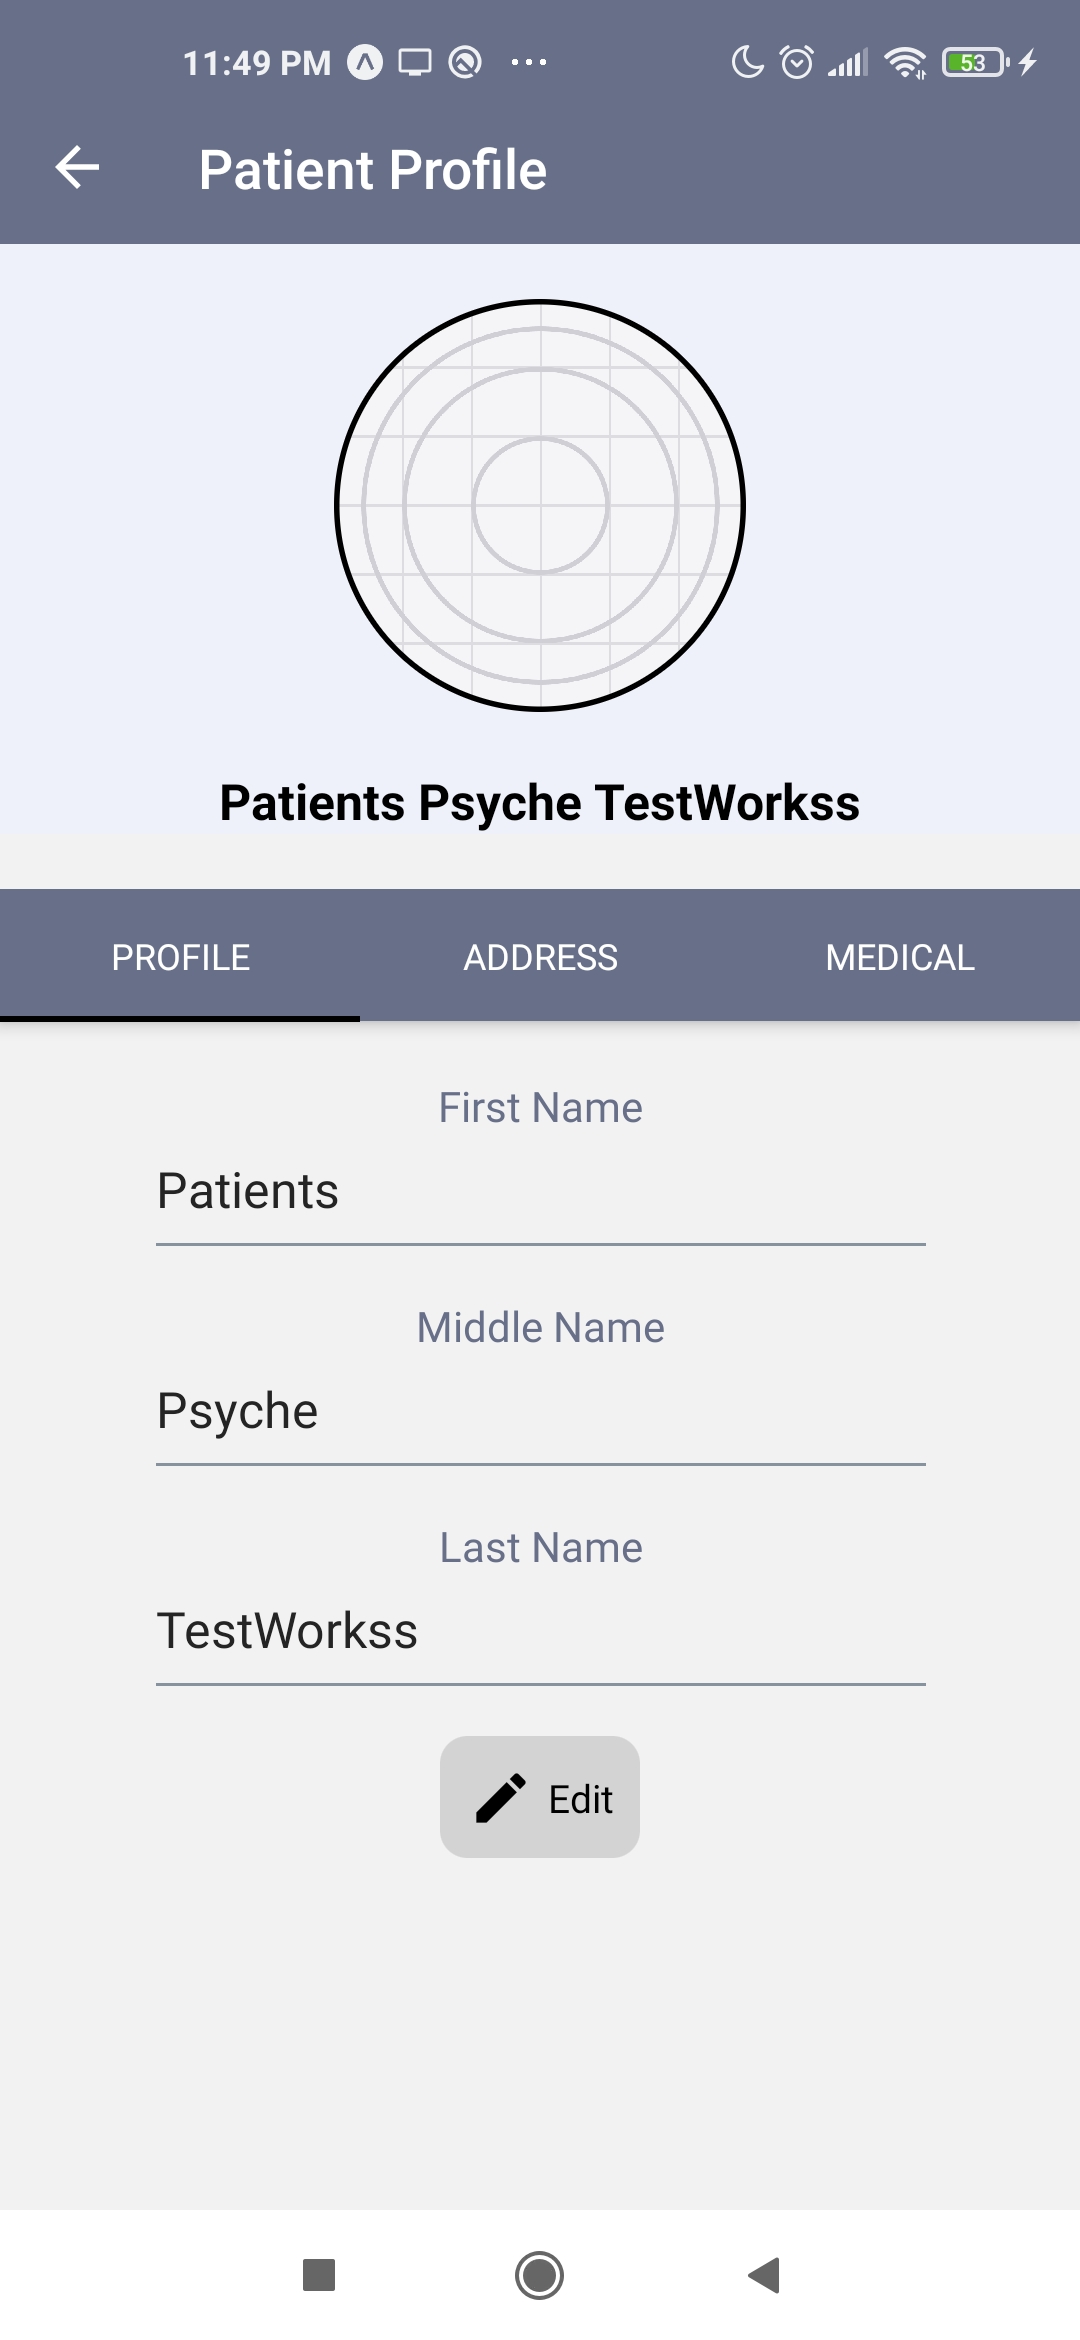 11:49 PM 53
Patient Profile
Patients Psyche TestWorkss
PROFILE ADDRESS MEDICAL
First Name
Patients
Middle Name
Psyche
Last Name
TestWorkss
Edit